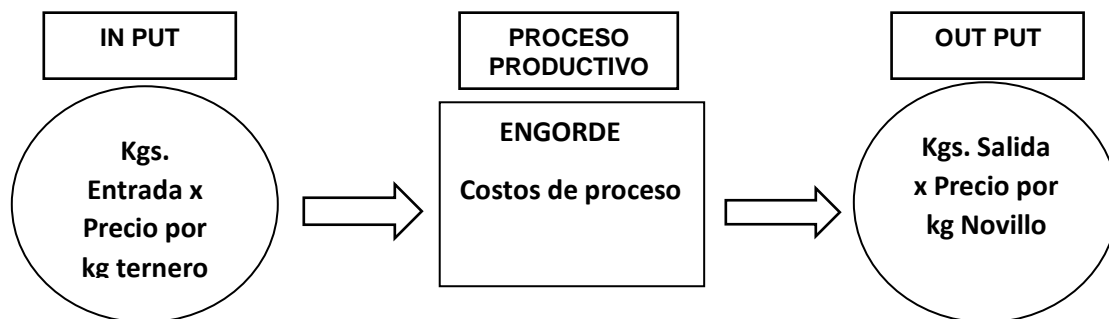 IN PUT
PROCESO
PRODUCTIVO
OUT PUT
Kgs.
Entrada x
Precio por
kg ternero
ENGORDE
Costos de proceso
Kgs. Salida
x Precio por
kg Novillo